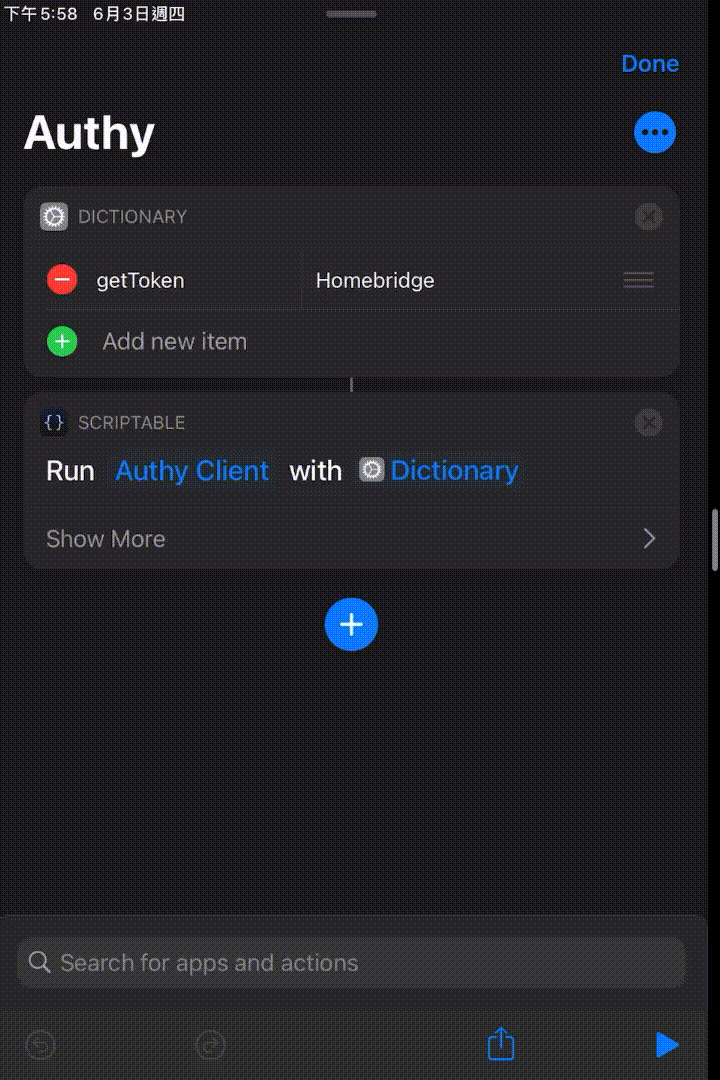 下午5:58 6月3日週四
Done
Authy
DICTIONARY
getToken Homebridge
Add new item
{} SCRIPTABLE
Run Authy Client with Dictionary
Show More
Search for apps and actions